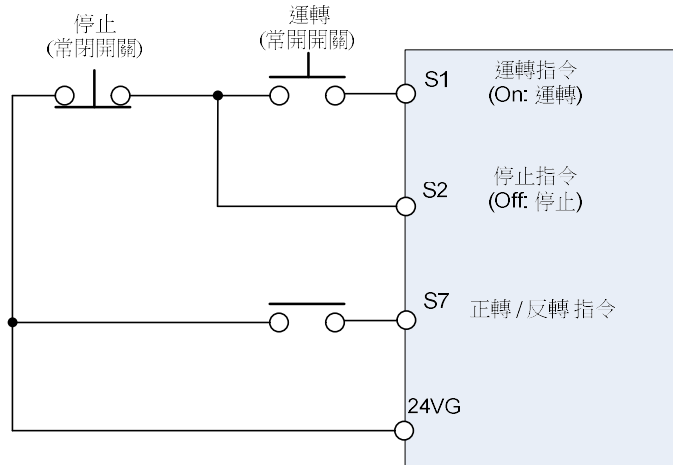 停止
(常閉開關)
運轉
(常開開關)
S1
運轉指令
(On: 運轉)
S2
停止指令
(Off: 停止)
S7
正轉 / 反轉 指令
24VG